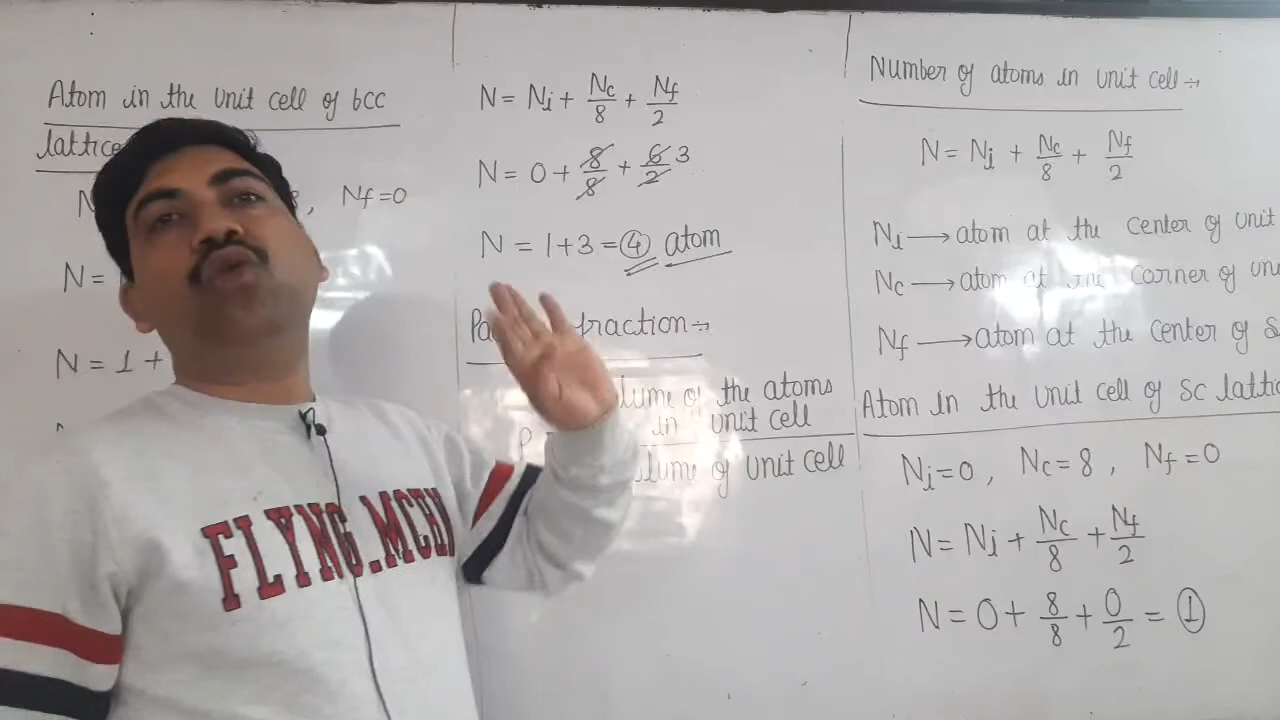 Atom in the unit cell of bcc
lattice
N , Nf = 0
N =
N = 1 +
N = Ni + Nc/8 + Nf/2
N = 0 + 8/8 + 6/2 3
N = 1 + 3 = 4 atom
fraction :-
the atoms
in unit cell
P
of unit cell
Number of atoms in unit cell :-
N = Ni + Nc/8 + Nf/2
Ni → atom at the center of unit
Nc → atom at the corner of
Nf → atom at the center of
Atom in the unit cell of Sc
Ni = 0 , Nc = 8 , Nf = 0
N = Ni + Nc/8 + Nf/2
N = 0 + 8/8 + 0/2 = 1
FLYNG_MCH